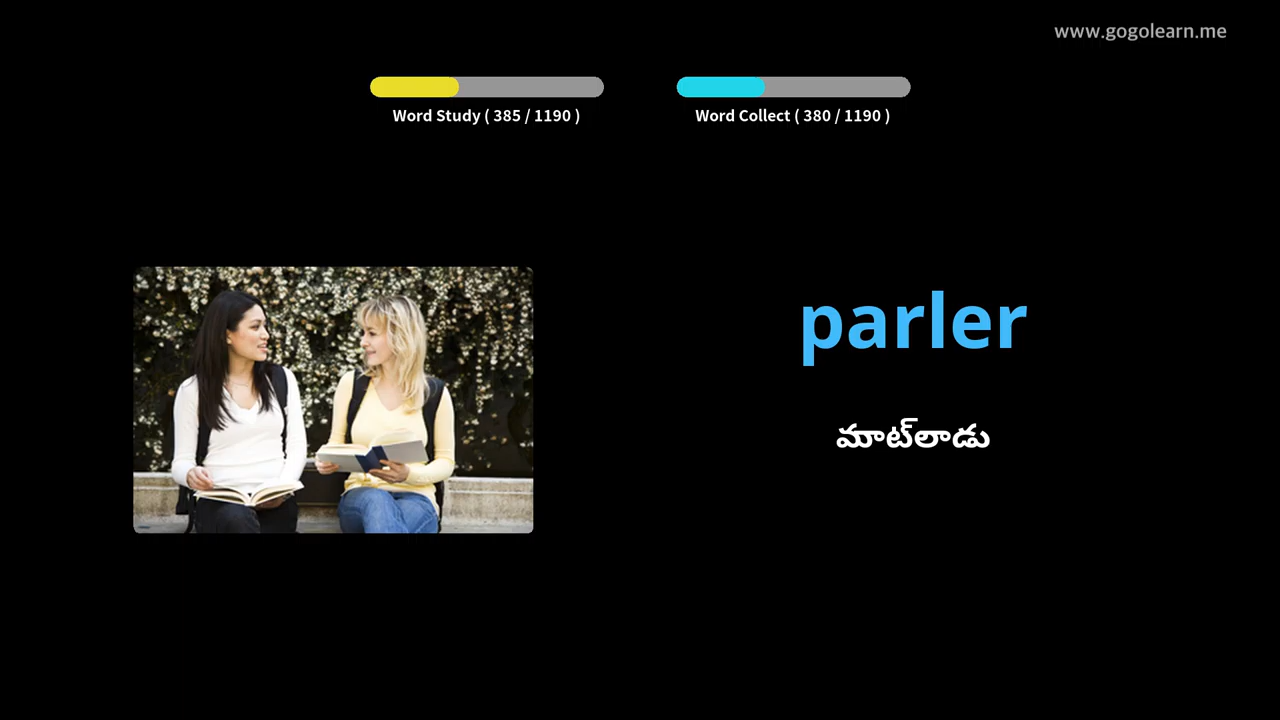 www.gogolearn.me
Word Study ( 385 / 1190 )
Word Collect ( 380 / 1190 )
parler
మాట్‌లాడు